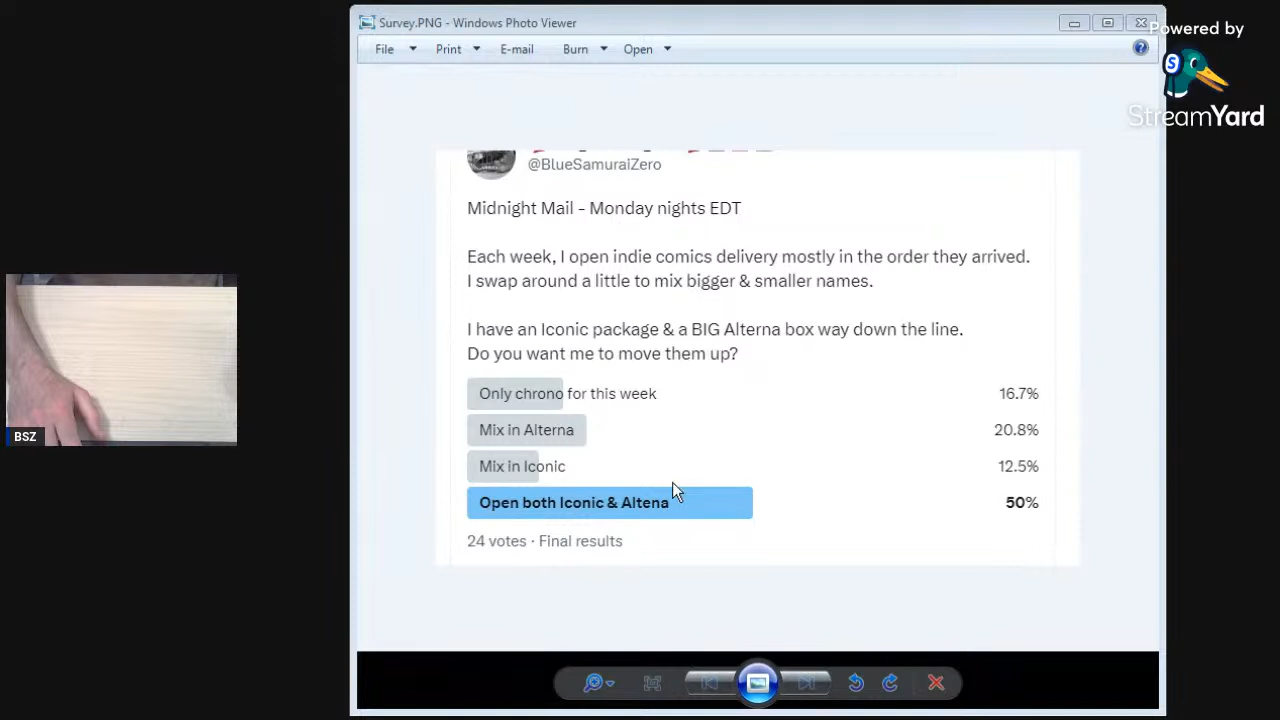 Survey.PNG - Windows Photo Viewer
Powered by
File Print E-mail Burn Open
StreamYard
@BlueSamuraiZero
Midnight Mail - Monday nights EDT
Each week, I open indie comics delivery mostly in the order they arrived.
I swap around a little to mix bigger & smaller names.
I have an Iconic package & a BIG Alterna box way down the line.
Do you want me to move them up?
Only chrono for this week 16.7%
Mix in Alterna 20.8%
Mix in Iconic 12.5%
Open both Iconic & Altena 50%
24 votes · Final results
BSZ